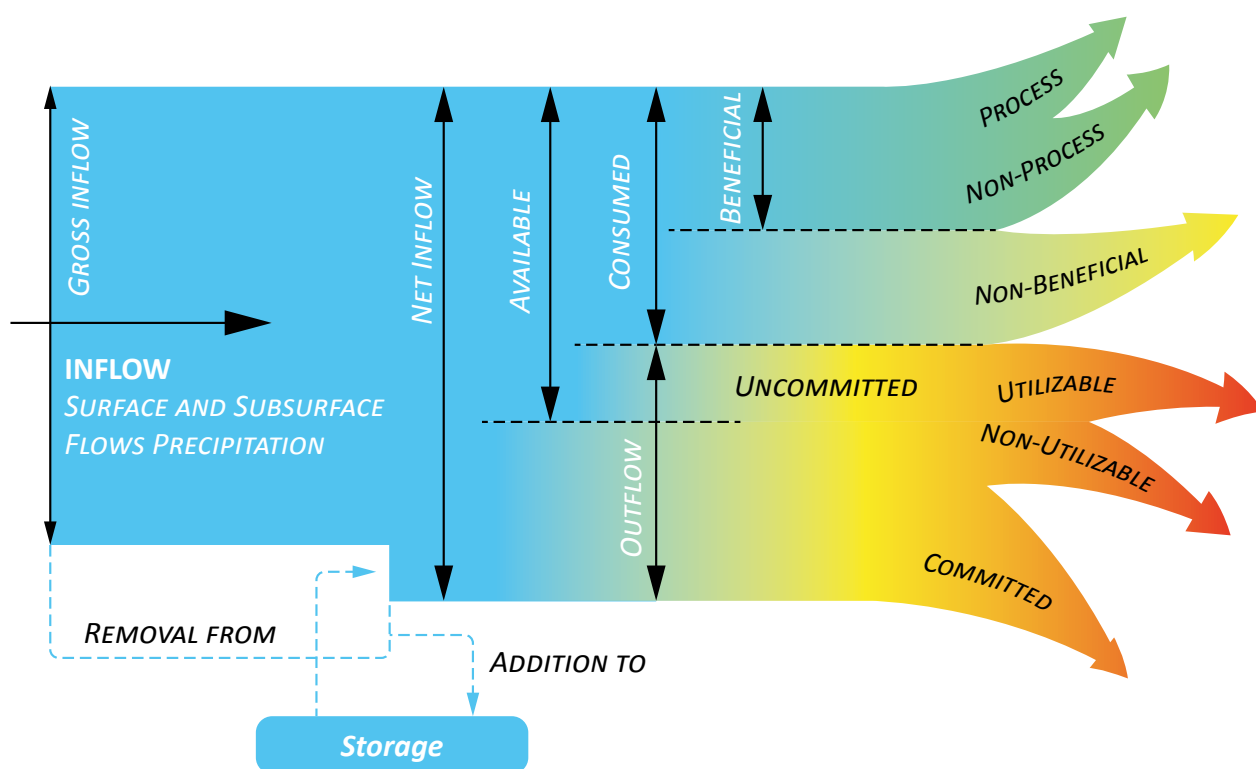 GROSS INFLOW
INFLOW
SURFACE AND SUBSURFACE
FLOWS PRECIPITATION
NET INFLOW
AVAILABLE
CONSUMED
BENEFICIAL
OUTFLOW
UNCOMMITTED
PROCESS
NON-PROCESS
NON-BENEFICIAL
UTILIZABLE
NON-UTILIZABLE
COMMITTED
REMOVAL FROM
ADDITION TO
Storage